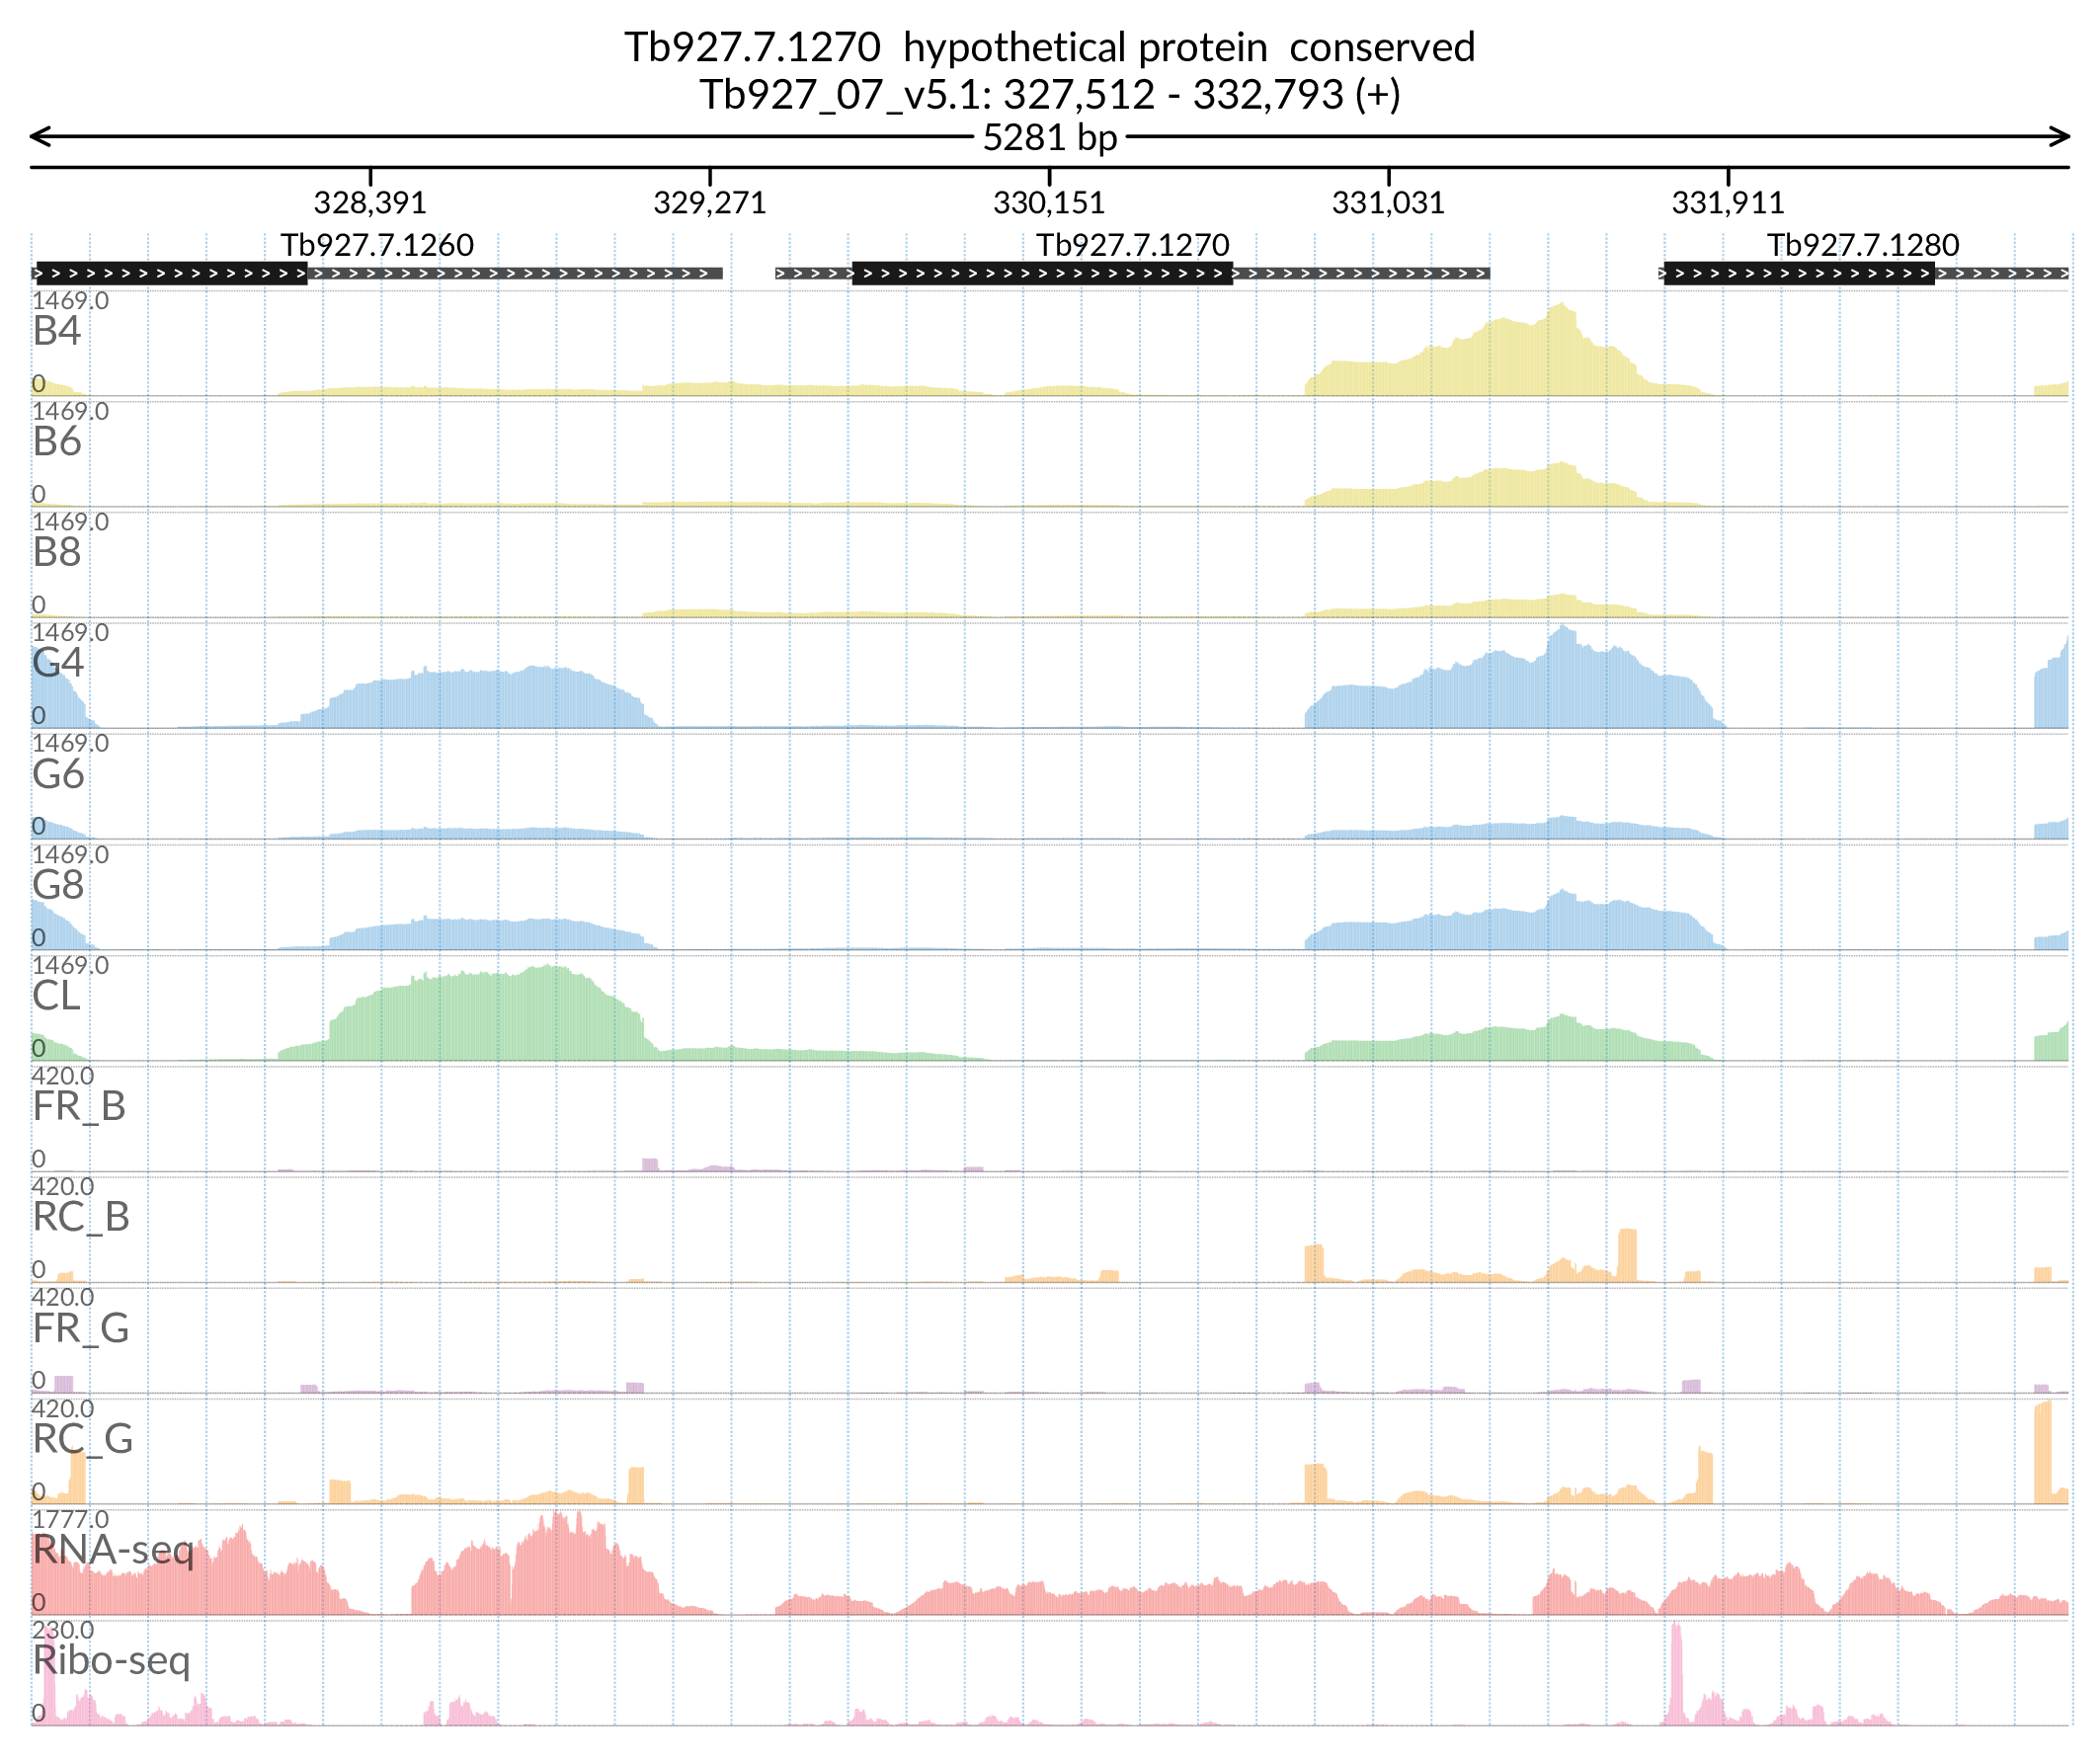 Tb927.7.1270 hypothetical protein conserved
Tb927_07_v5.1: 327,512 - 332,793 (+)
5281 bp
328,391 329,271 330,151 331,031 331,911
Tb927.7.1260 Tb927.7.1270 Tb927.7.1280
1469.0
B4
0
1469.0
B6
0
1469.0
B8
0
1469.0
G4
0
1469.0
G6
0
1469.0
G8
0
1469.0
CL
0
420.0
FR_B
0
420.0
RC_B
0
420.0
FR_G
0
420.0
RC_G
0
1777.0
RNA-seq
0
230.0
Ribo-seq
0